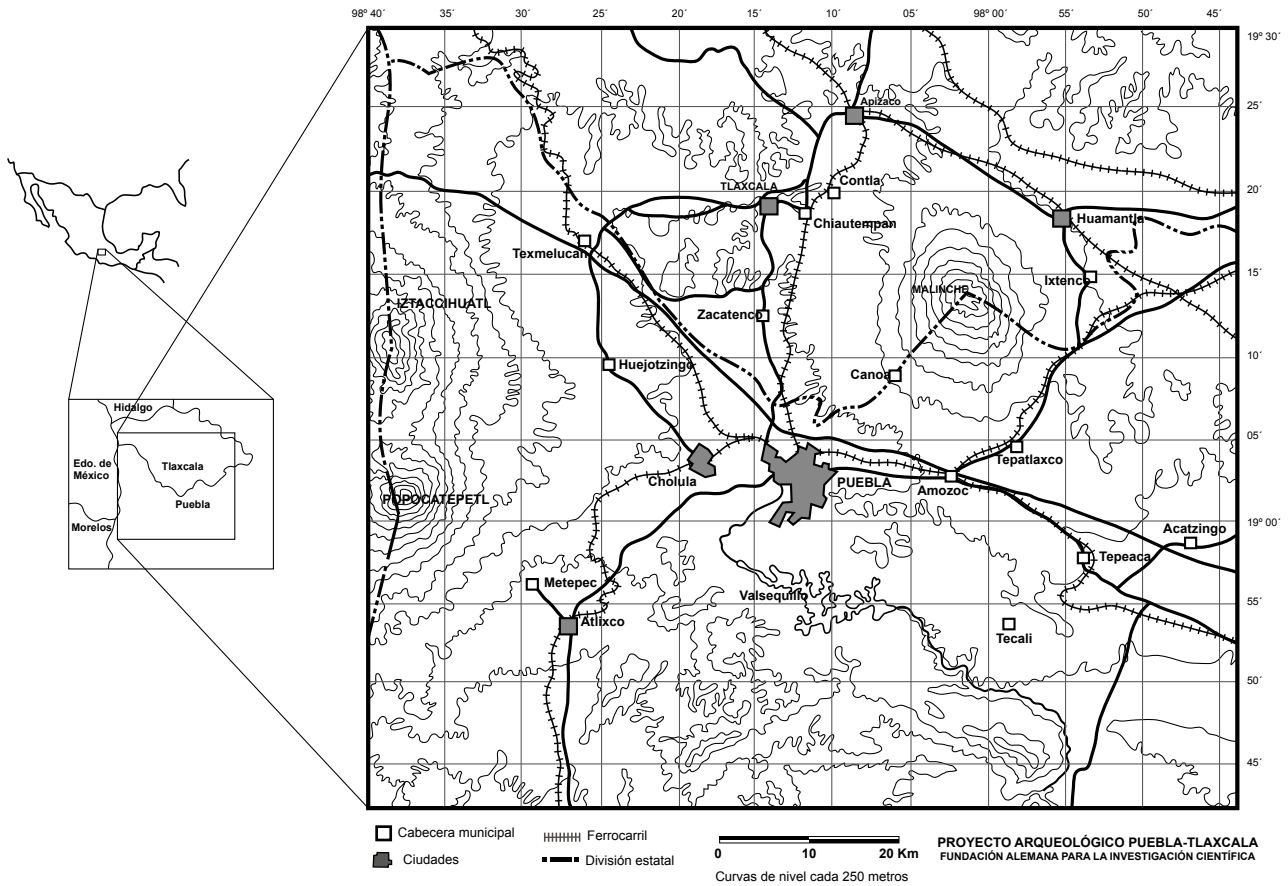 98º 40´ 35´ 30´ 25´ 20´ 15´ 10´ 05´ 98º 00´ 55´ 50´ 45´
19º 30´
Apizaco
25´
Contla
20´
TLAXCALA
Chiautempan
Huamantla
Texmelucan
Ixtenco
15´
MALINCHE
IZTACCIHUATL
Zacatenco
Huejotzingo
Canoa
10´
05´
Tepatlaxco
Cholula
PUEBLA
Amozoc
POPOCATEPETL
19º 00´
Acatzingo
Tepeaca
Metepec
Valsequillo
55´
Atlixco
Tecali
50´
45´
Hidalgo
Edo. de
México
Tlaxcala
Puebla
Morelos
Cabecera municipal
Ferrocarril
Ciudades
División estatal
0 10 20 Km
Curvas de nivel cada 250 metros
PROYECTO ARQUEOLÓGICO PUEBLA-TLAXCALA
FUNDACIÓN ALEMANA PARA LA INVESTIGACIÓN CIENTÍFICA